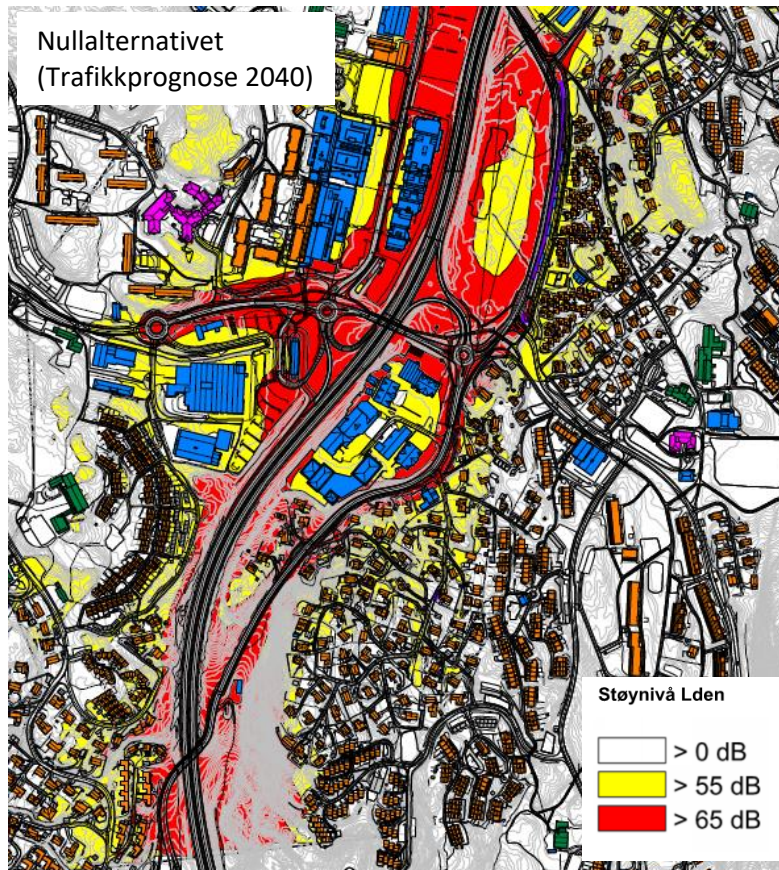 Nullalternativet
(Trafikkprognose 2040)
Støynivå Lden
> 0 dB
> 55 dB
> 65 dB